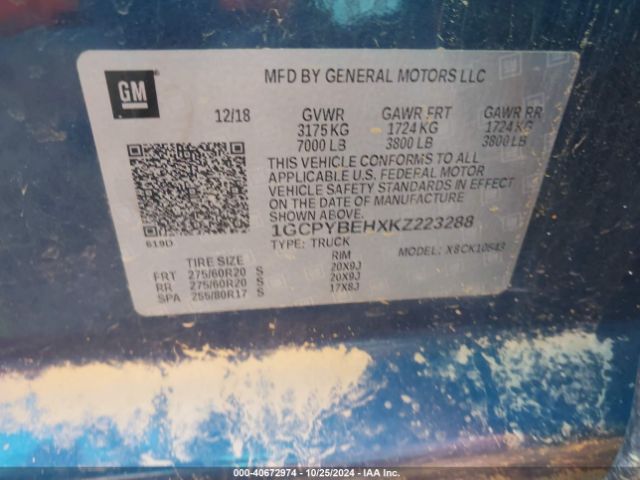 GM
MFD BY GENERAL MOTORS LLC
12/18 GVWR GAWR FRT GAWR RR
3175 KG 1724 KG 1724 KG
7000 LB 3800 LB 3800 LB
THIS VEHICLE CONFORMS TO ALL
APPLICABLE U.S. FEDERAL MOTOR
VEHICLE SAFETY STANDARDS IN EFFECT
ON THE DATE OF MANUFACTURE
SHOWN ABOVE.
1GCPYBEHXKZ223288
619D
TYPE: TRUCK MODEL: X8CK10543
TIRE SIZE RIM
FRT 275/60R20 S 20X9J
RR 275/60R20 S 20X9J
SPA 255/80R17 S 17X8J
000-40672974 | 10/25/2024 | IAA Inc.